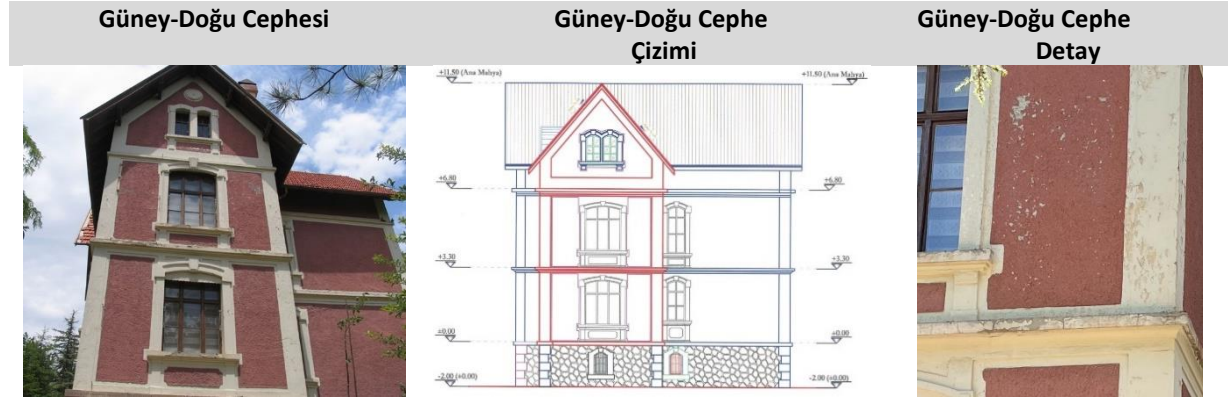 Güney-Doğu Cephesi
Güney-Doğu Cephe
Çizimi
Güney-Doğu Cephe
Detay
+11.50 (Ana Mahya)
+11.50 (Ana Mahya)
+6.80
+6.80
+3.30
+3.30
±0.00
±0.00
-2.00 (±0.00)
-2.00 (±0.00)